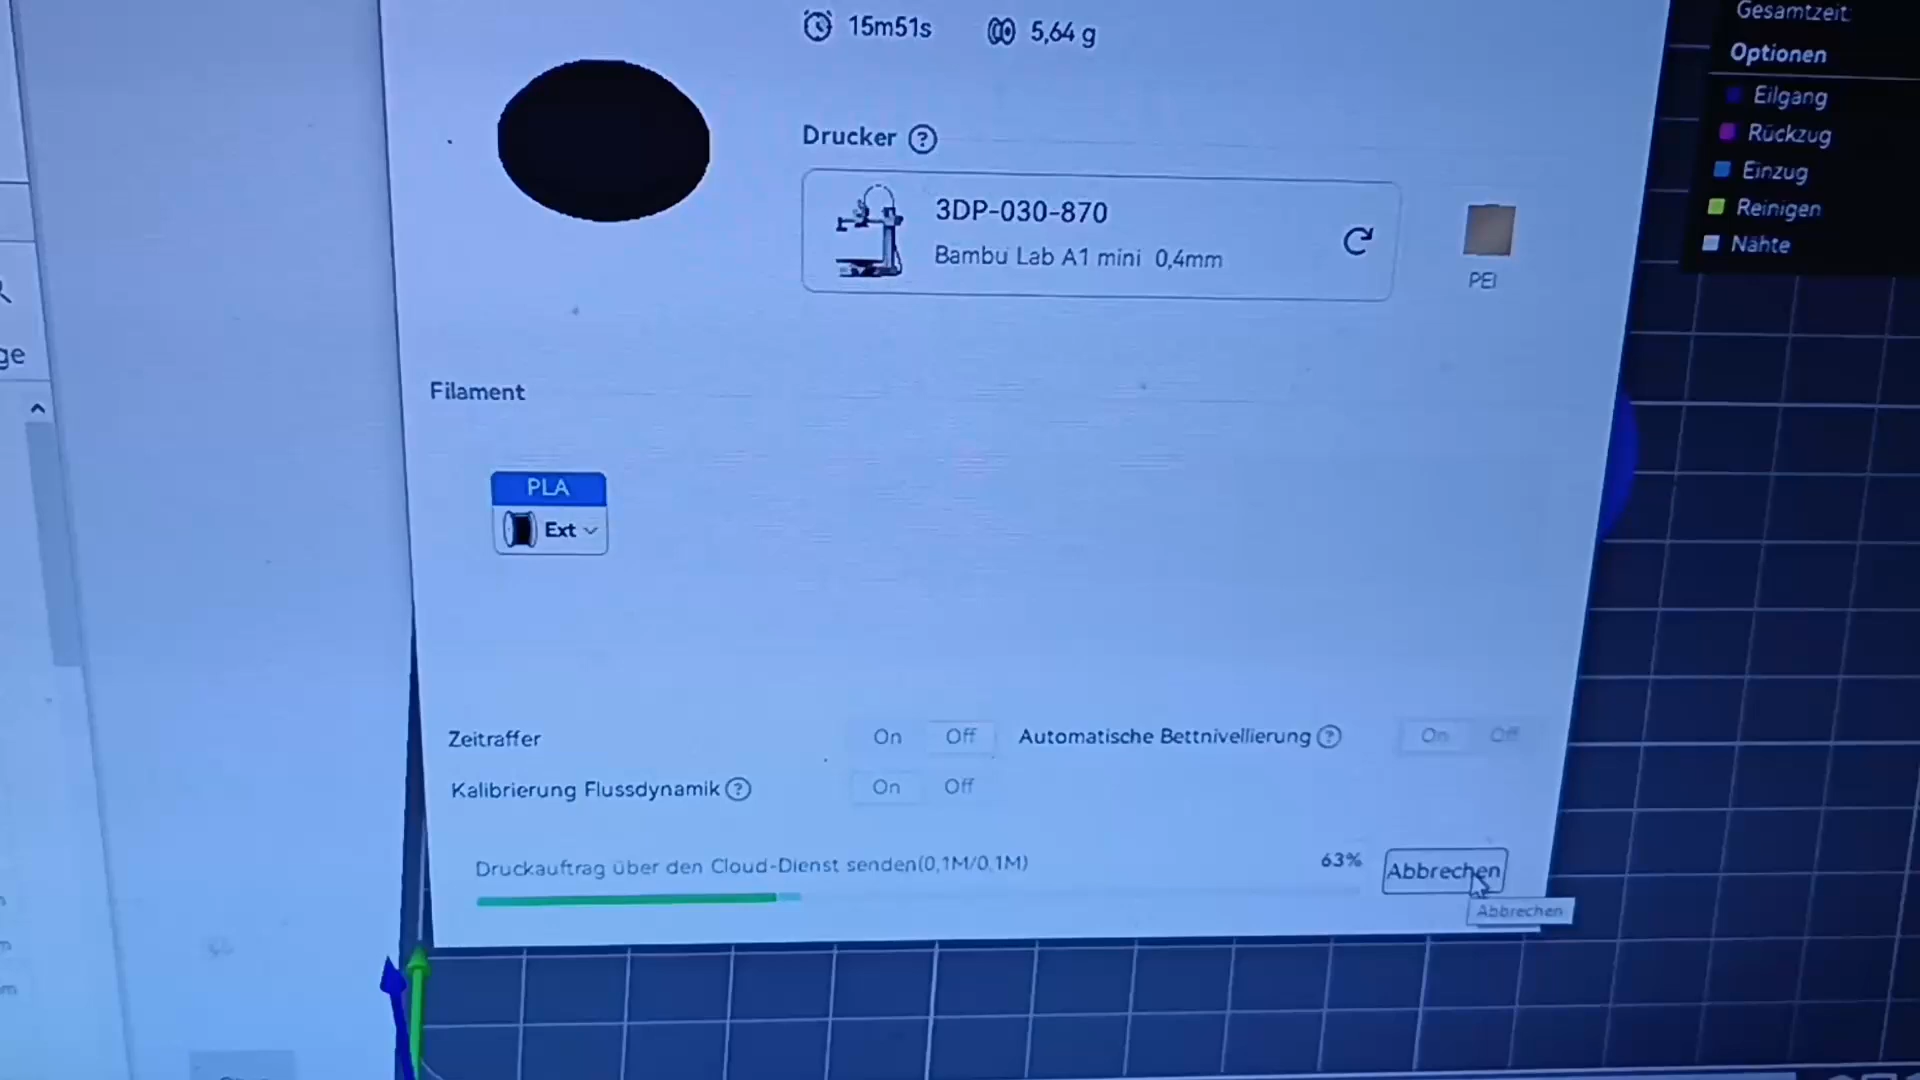 15m51s 5,64 g
Gesamtzeit:
Optionen
Eilgang
Rückzug
Einzug
Reinigen
Nähte
Drucker ?
3DP-030-870
Bambu Lab A1 mini 0,4mm
PEI
ge
Filament
PLA
Ext
Zeitraffer On Off Automatische Bettnivellierung ? On Off
Kalibrierung Flussdynamik ? On Off
Druckauftrag über den Cloud-Dienst senden(0,1M/0,1M) 63% Abbrechen
Abbrechen